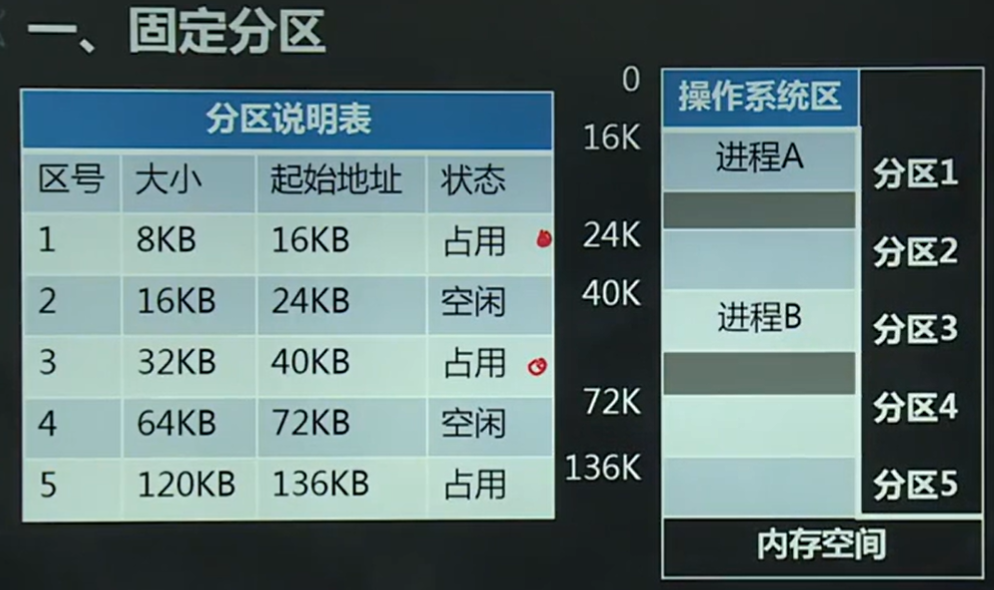 一、固定分区
分区说明表
区号 大小 起始地址 状态
1 8KB 16KB 占用
2 16KB 24KB 空闲
3 32KB 40KB 占用
4 64KB 72KB 空闲
5 120KB 136KB 占用
0
操作系统区
16K
进程A
分区1
24K
分区2
40K
进程B
分区3
72K
分区4
136K
分区5
内存空间